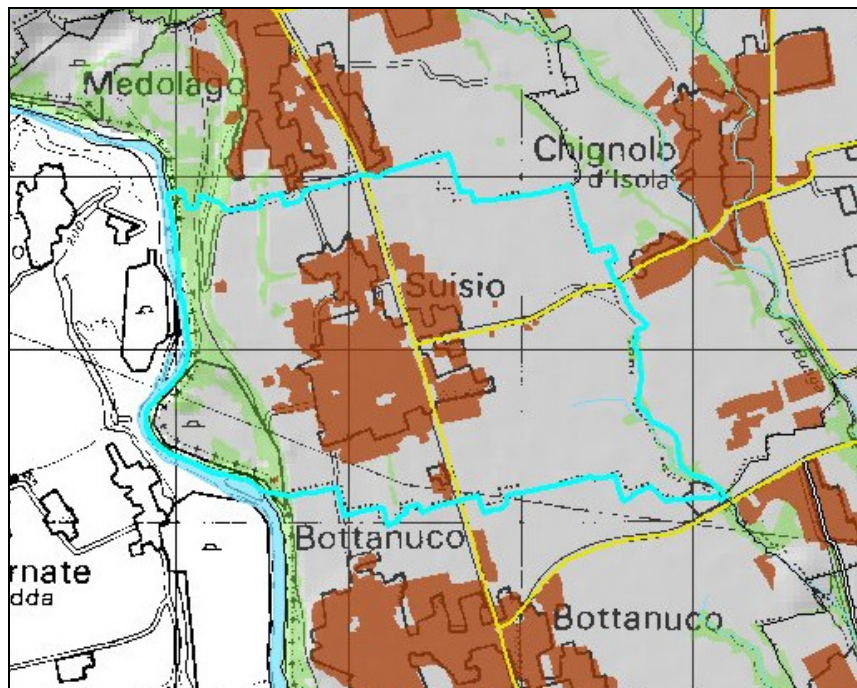 Medolago
Chignolo
d'Isola
Suisio
Bottanuco
rnate
dda
Bottanuco